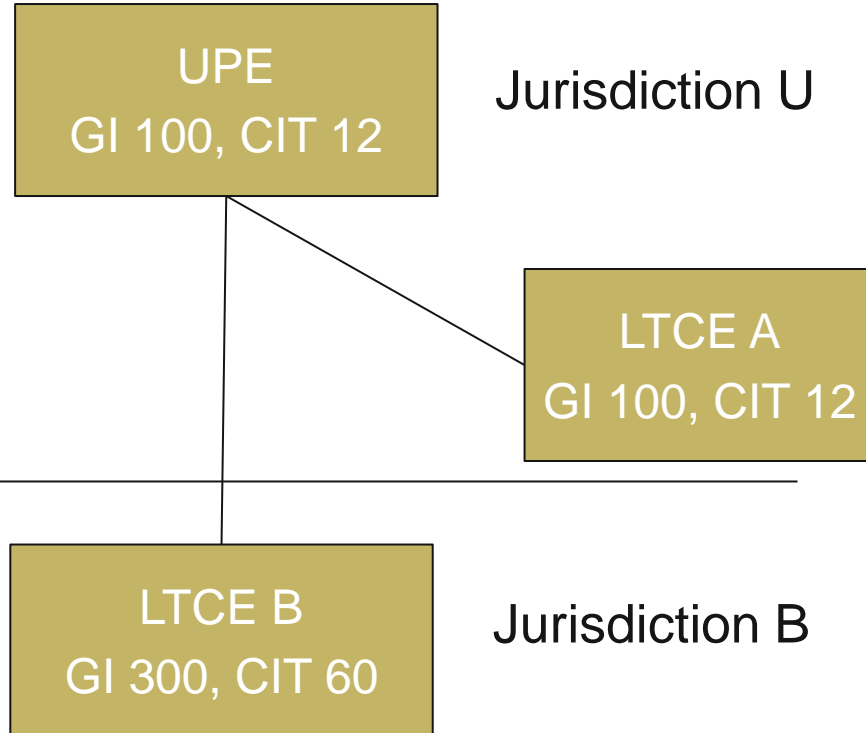 UPE
GI 100, CIT 12
Jurisdiction U
LTCE A
GI 100, CIT 12
LTCE B
GI 300, CIT 60
Jurisdiction B